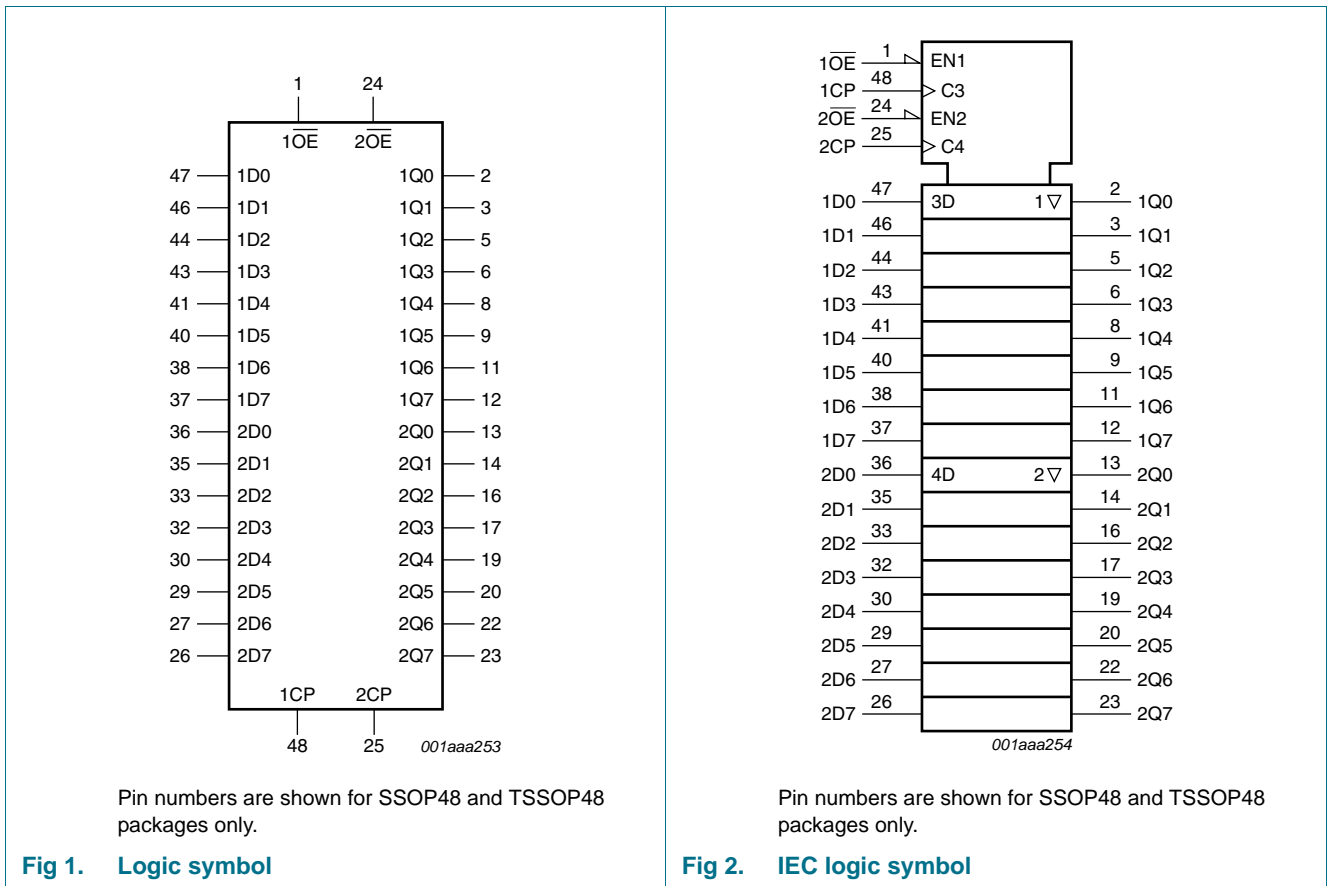 1 24
1OE 2OE
47 1D0 1Q0 2
46 1D1 1Q1 3
44 1D2 1Q2 5
43 1D3 1Q3 6
41 1D4 1Q4 8
40 1D5 1Q5 9
38 1D6 1Q6 11
37 1D7 1Q7 12
36 2D0 2Q0 13
35 2D1 2Q1 14
33 2D2 2Q2 16
32 2D3 2Q3 17
30 2D4 2Q4 19
29 2D5 2Q5 20
27 2D6 2Q6 22
26 2D7 2Q7 23
1CP 2CP
48 25 001aaa253
Pin numbers are shown for SSOP48 and TSSOP48
packages only.
Fig 1. Logic symbol
1OE 1 EN1
1CP 48 C3
2OE 24 EN2
2CP 25 C4
1D0 47 3D 1▽ 2 1Q0
1D1 46 3 1Q1
1D2 44 5 1Q2
1D3 43 6 1Q3
1D4 41 8 1Q4
1D5 40 9 1Q5
1D6 38 11 1Q6
1D7 37 12 1Q7
2D0 36 4D 2▽ 13 2Q0
2D1 35 14 2Q1
2D2 33 16 2Q2
2D3 32 17 2Q3
2D4 30 19 2Q4
2D5 29 20 2Q5
2D6 27 22 2Q6
2D7 26 23 2Q7
001aaa254
Pin numbers are shown for SSOP48 and TSSOP48
packages only.
Fig 2. IEC logic symbol